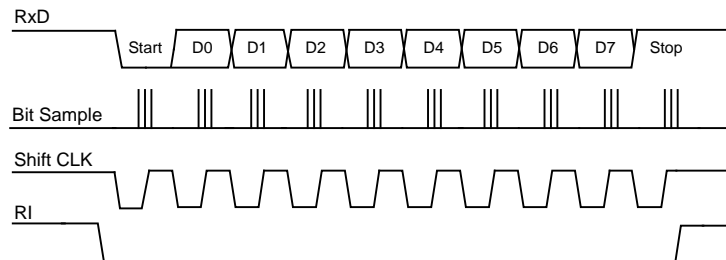 RxD
Start D0 D1 D2 D3 D4 D5 D6 D7 Stop
Bit Sample
Shift CLK
RI